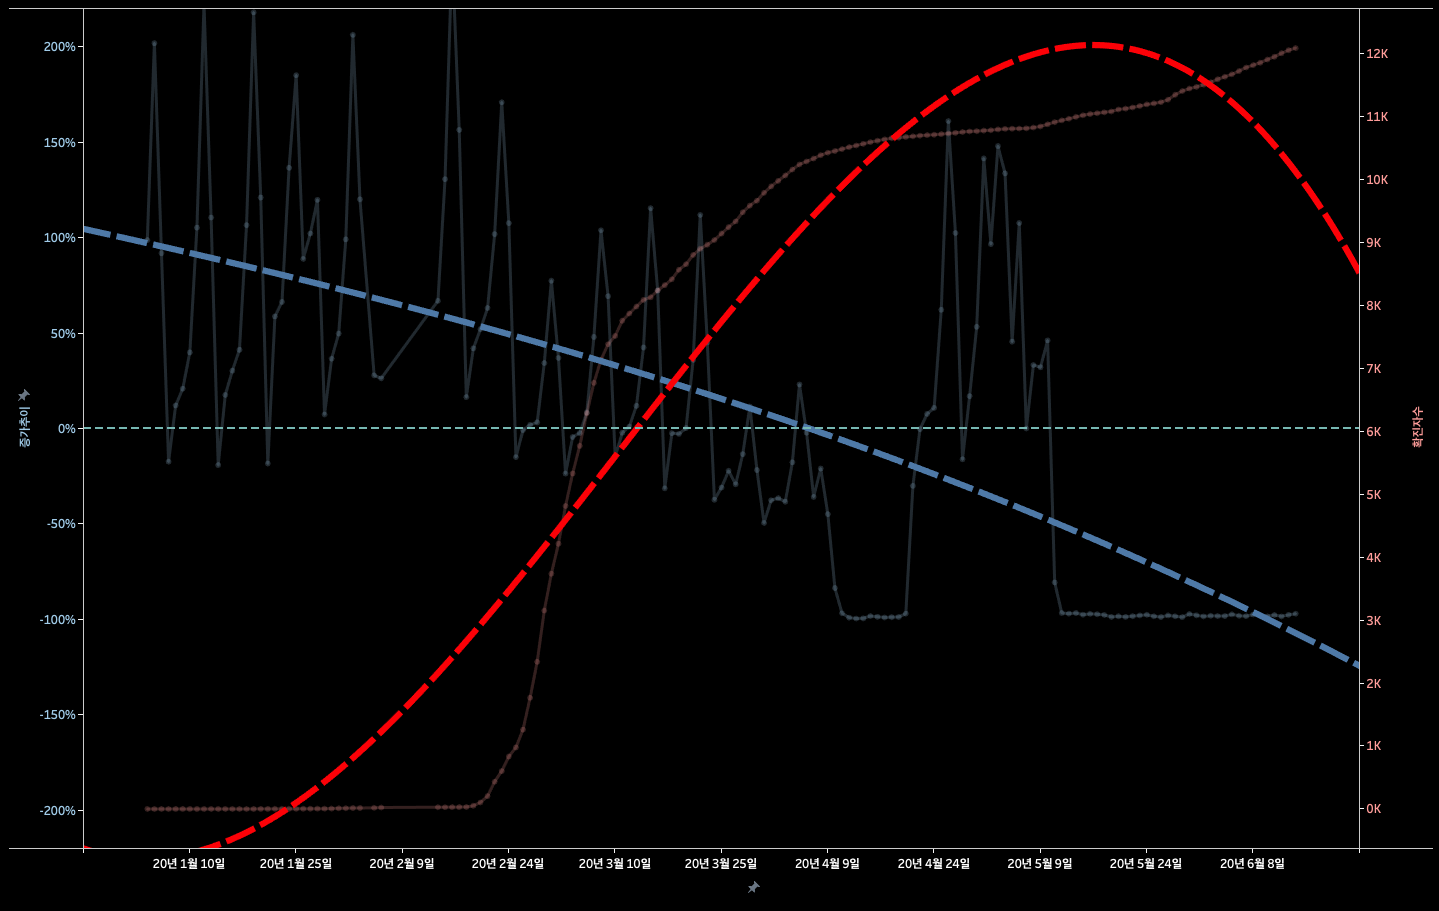 200%
150%
100%
50%
0%
-50%
-100%
-150%
-200%
증가추이
12K
11K
10K
9K
8K
7K
6K
5K
4K
3K
2K
1K
0K
확진자수
20년 1월 10일
20년 1월 25일
20년 2월 9일
20년 2월 24일
20년 3월 10일
20년 3월 25일
20년 4월 9일
20년 4월 24일
20년 5월 9일
20년 5월 24일
20년 6월 8일